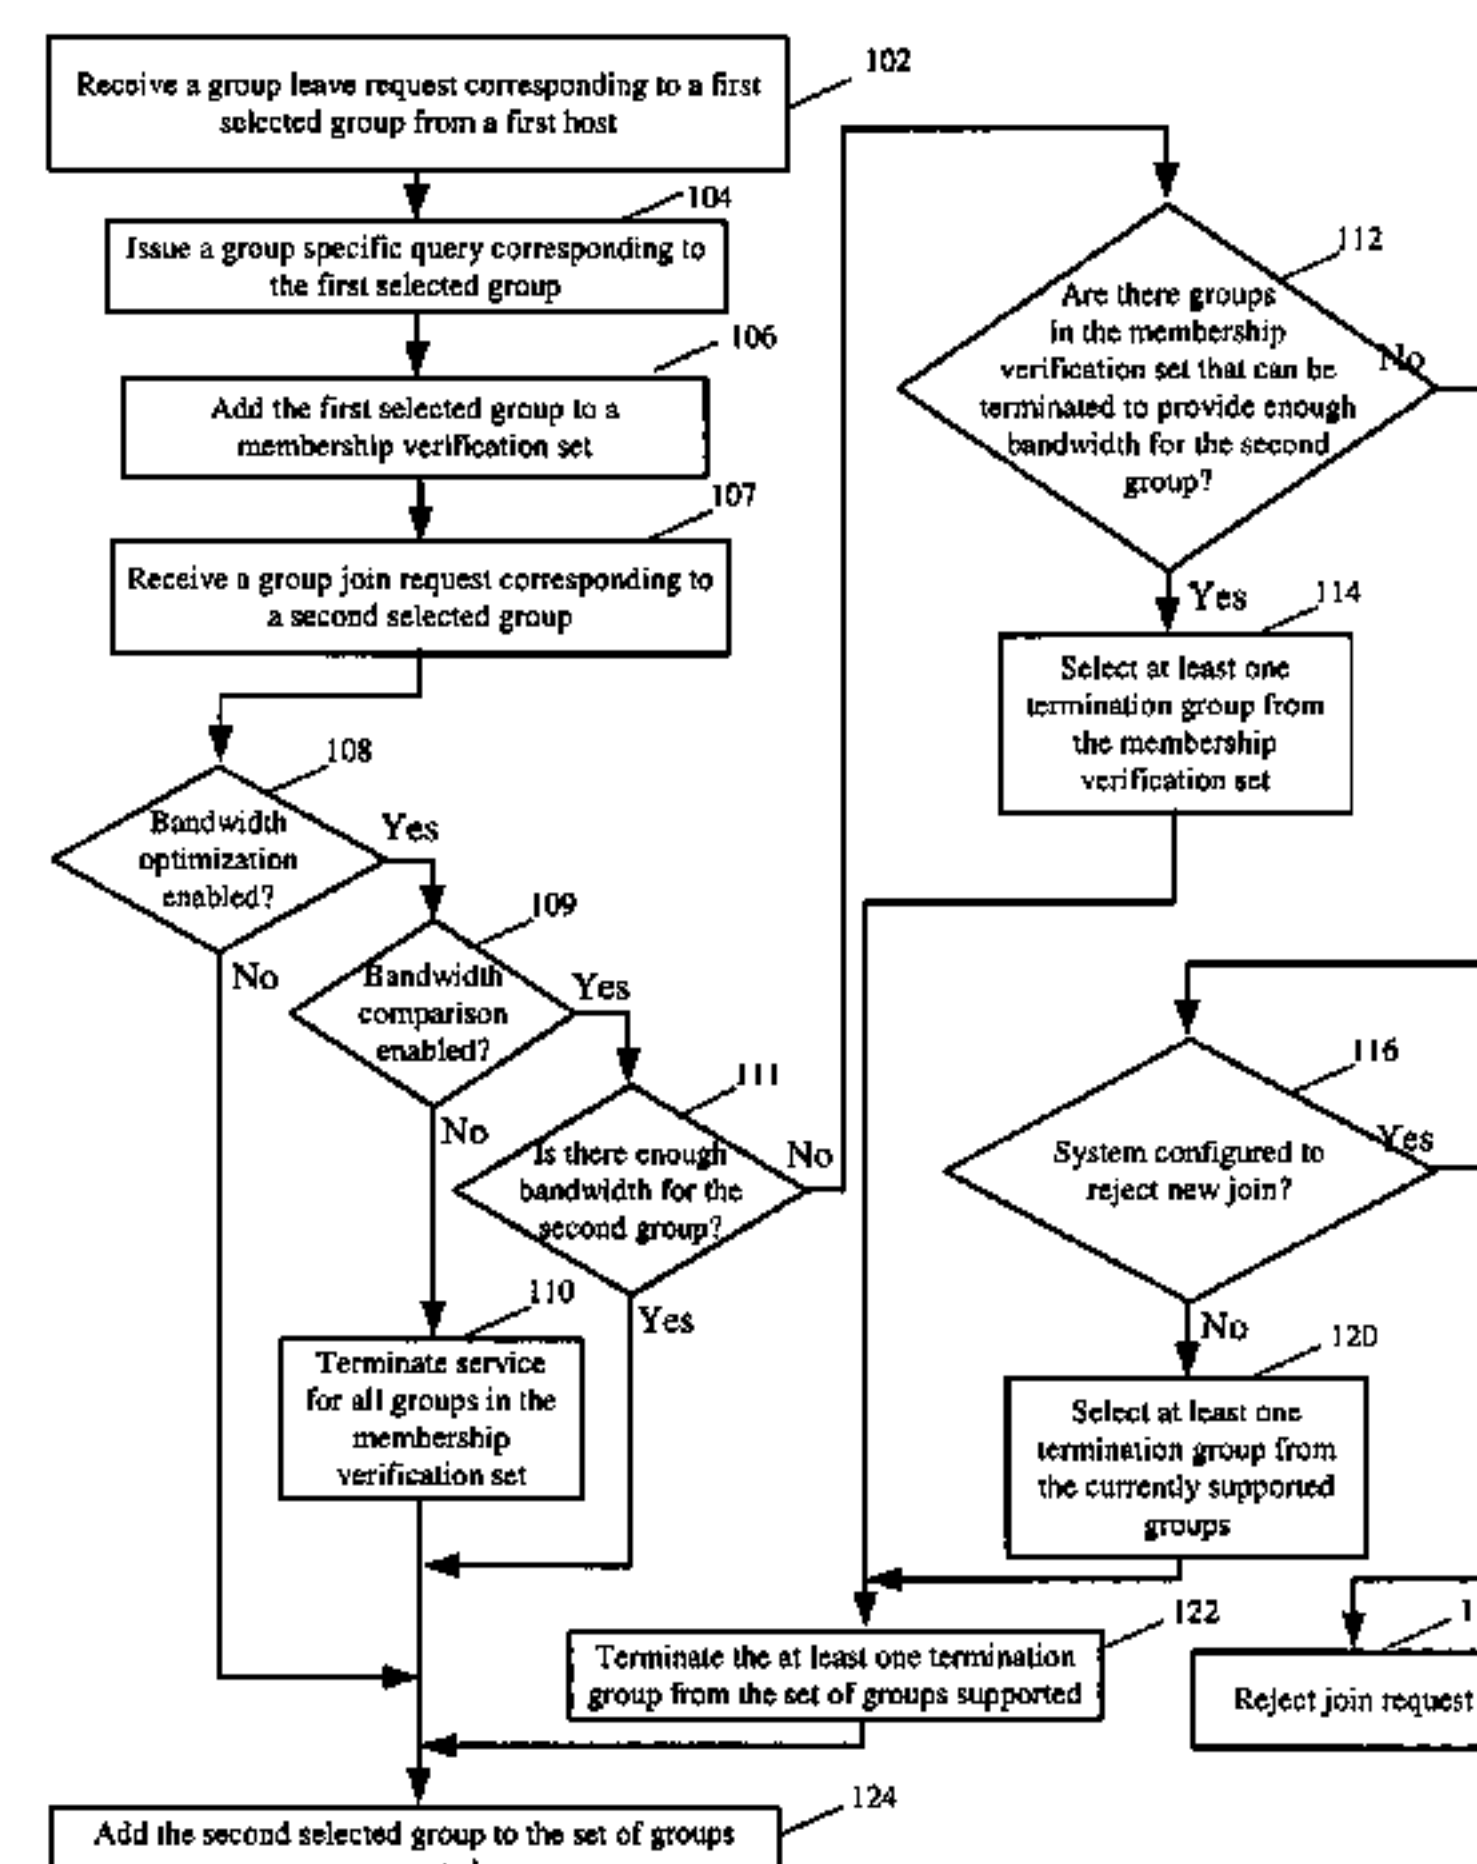 102
Receive a group leave request corresponding to a first
selected group from a first host
104
Issue a group specific query corresponding to
the first selected group
106
Add the first selected group to a
membership verification set
107
Receive a group join request corresponding to
a second selected group
108
Bandwidth
optimization
enabled?
Yes
No
109
Bandwidth
comparison
enabled?
Yes
No
111
Is there enough
bandwidth for the
second group?
No
Yes
110
Terminate service
for all groups in the
membership
verification set
112
Are there groups
in the membership
verification set that can be
terminated to provide enough
bandwidth for the second
group?
No
Yes
114
Select at least one
termination group from
the membership
verification set
116
System configured to
reject new join?
Yes
No
120
Select at least one
termination group from
the currently supported
groups
122
Terminate the at least one termination
group from the set of groups supported
1
Reject join request
124
Add the second selected group to the set of groups